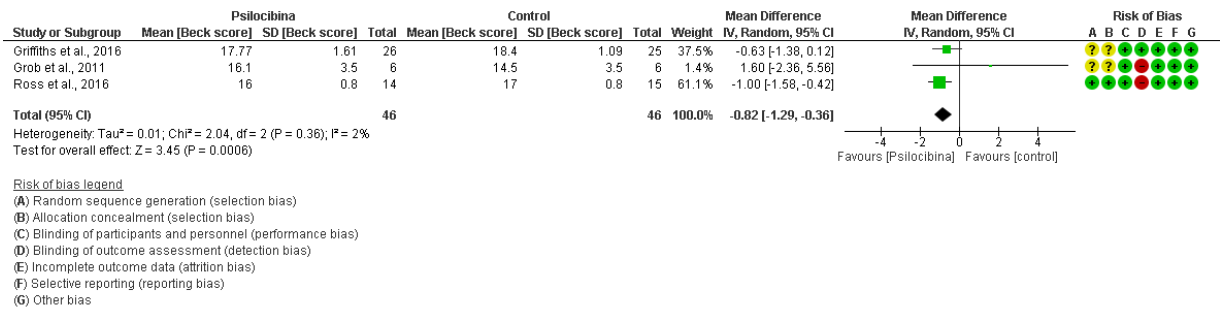 Psilocibina Control Mean Difference Mean Difference Risk of Bias
Study or Subgroup Mean [Beck score] SD [Beck score] Total Mean [Beck score] SD [Beck score] Total Weight IV, Random, 95% CI IV, Random, 95% CI A B C D E F G
Griffiths et al., 2016 17.77 1.61 26 18.4 1.09 25 37.5% -0.63 [-1.38, 0.12] ? ? + + + + +
Grob et al., 2011 16.1 3.5 6 14.5 3.5 6 1.4% 1.60 [-2.36, 5.56] ? ? + - + + +
Ross et al., 2016 16 0.8 14 17 0.8 15 61.1% -1.00 [-1.58, -0.42] + + + - + + +
Total (95% CI) 46 46 100.0% -0.82 [-1.29, -0.36]
Heterogeneity: Tau² = 0.01; Chi² = 2.04, df = 2 (P = 0.36); I² = 2%
Test for overall effect: Z = 3.45 (P = 0.0006)
-4 -2 0 2 4
Favours [Psilocibina] Favours [control]
Risk of bias legend
(A) Random sequence generation (selection bias)
(B) Allocation concealment (selection bias)
(C) Blinding of participants and personnel (performance bias)
(D) Blinding of outcome assessment (detection bias)
(E) Incomplete outcome data (attrition bias)
(F) Selective reporting (reporting bias)
(G) Other bias